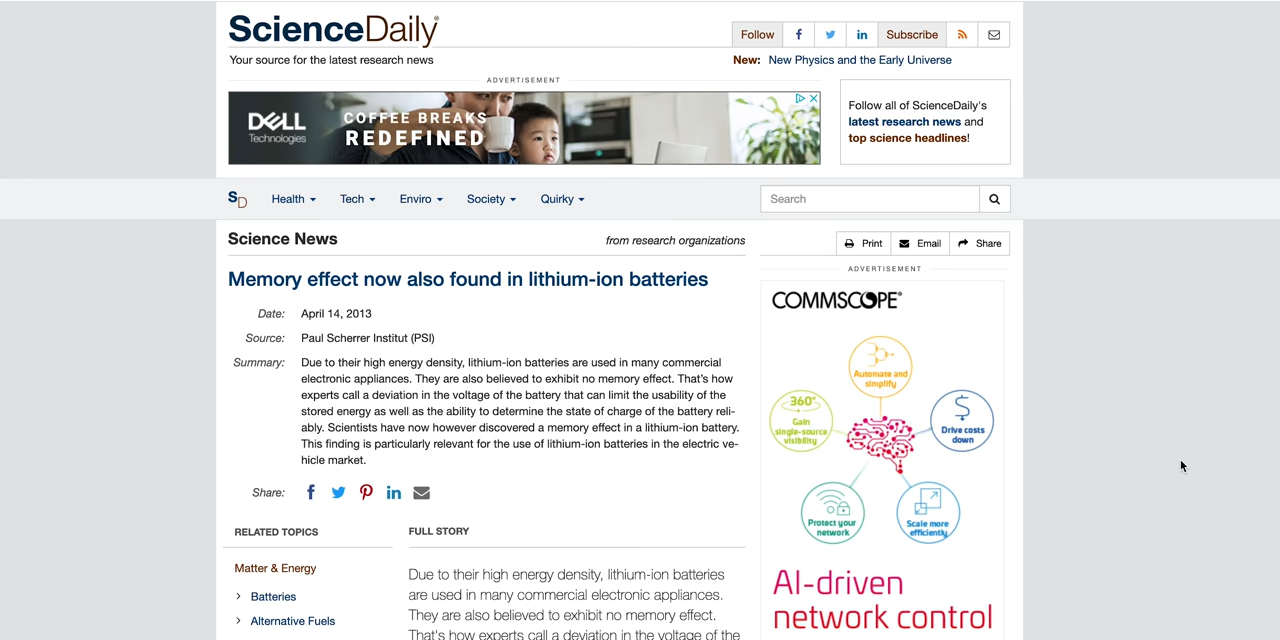 ScienceDaily®
Your source for the latest research news
Follow
Subscribe
New: New Physics and the Early Universe
ADVERTISEMENT
DELL
Technologies
COFFEE BREAKS
REDEFINED
Follow all of ScienceDaily's
latest research news and
top science headlines!
SD
Health
Tech
Enviro
Society
Quirky
Search
Science News
from research organizations
Print
Email
Share
Memory effect now also found in lithium-ion batteries
Date: April 14, 2013
Source: Paul Scherrer Institut (PSI)
Summary: Due to their high energy density, lithium-ion batteries are used in many commercial
electronic appliances. They are also believed to exhibit no memory effect. That's how
experts call a deviation in the voltage of the battery that can limit the usability of the
stored energy as well as the ability to determine the state of charge of the battery reli-
ably. Scientists have now however discovered a memory effect in a lithium-ion battery.
This finding is particularly relevant for the use of lithium-ion batteries in the electric ve-
hicle market.
Share:
RELATED TOPICS
Matter & Energy
Batteries
Alternative Fuels
FULL STORY
Due to their high energy density, lithium-ion batteries
are used in many commercial electronic appliances.
They are also believed to exhibit no memory effect.
That's how experts call a deviation in the voltage of the
ADVERTISEMENT
COMMSCOPE®
Automate and
simplify
360°
Gain
single-source
visibility
$
Drive costs
down
Protect your
network
Scale more
efficiently
AI-driven
network control